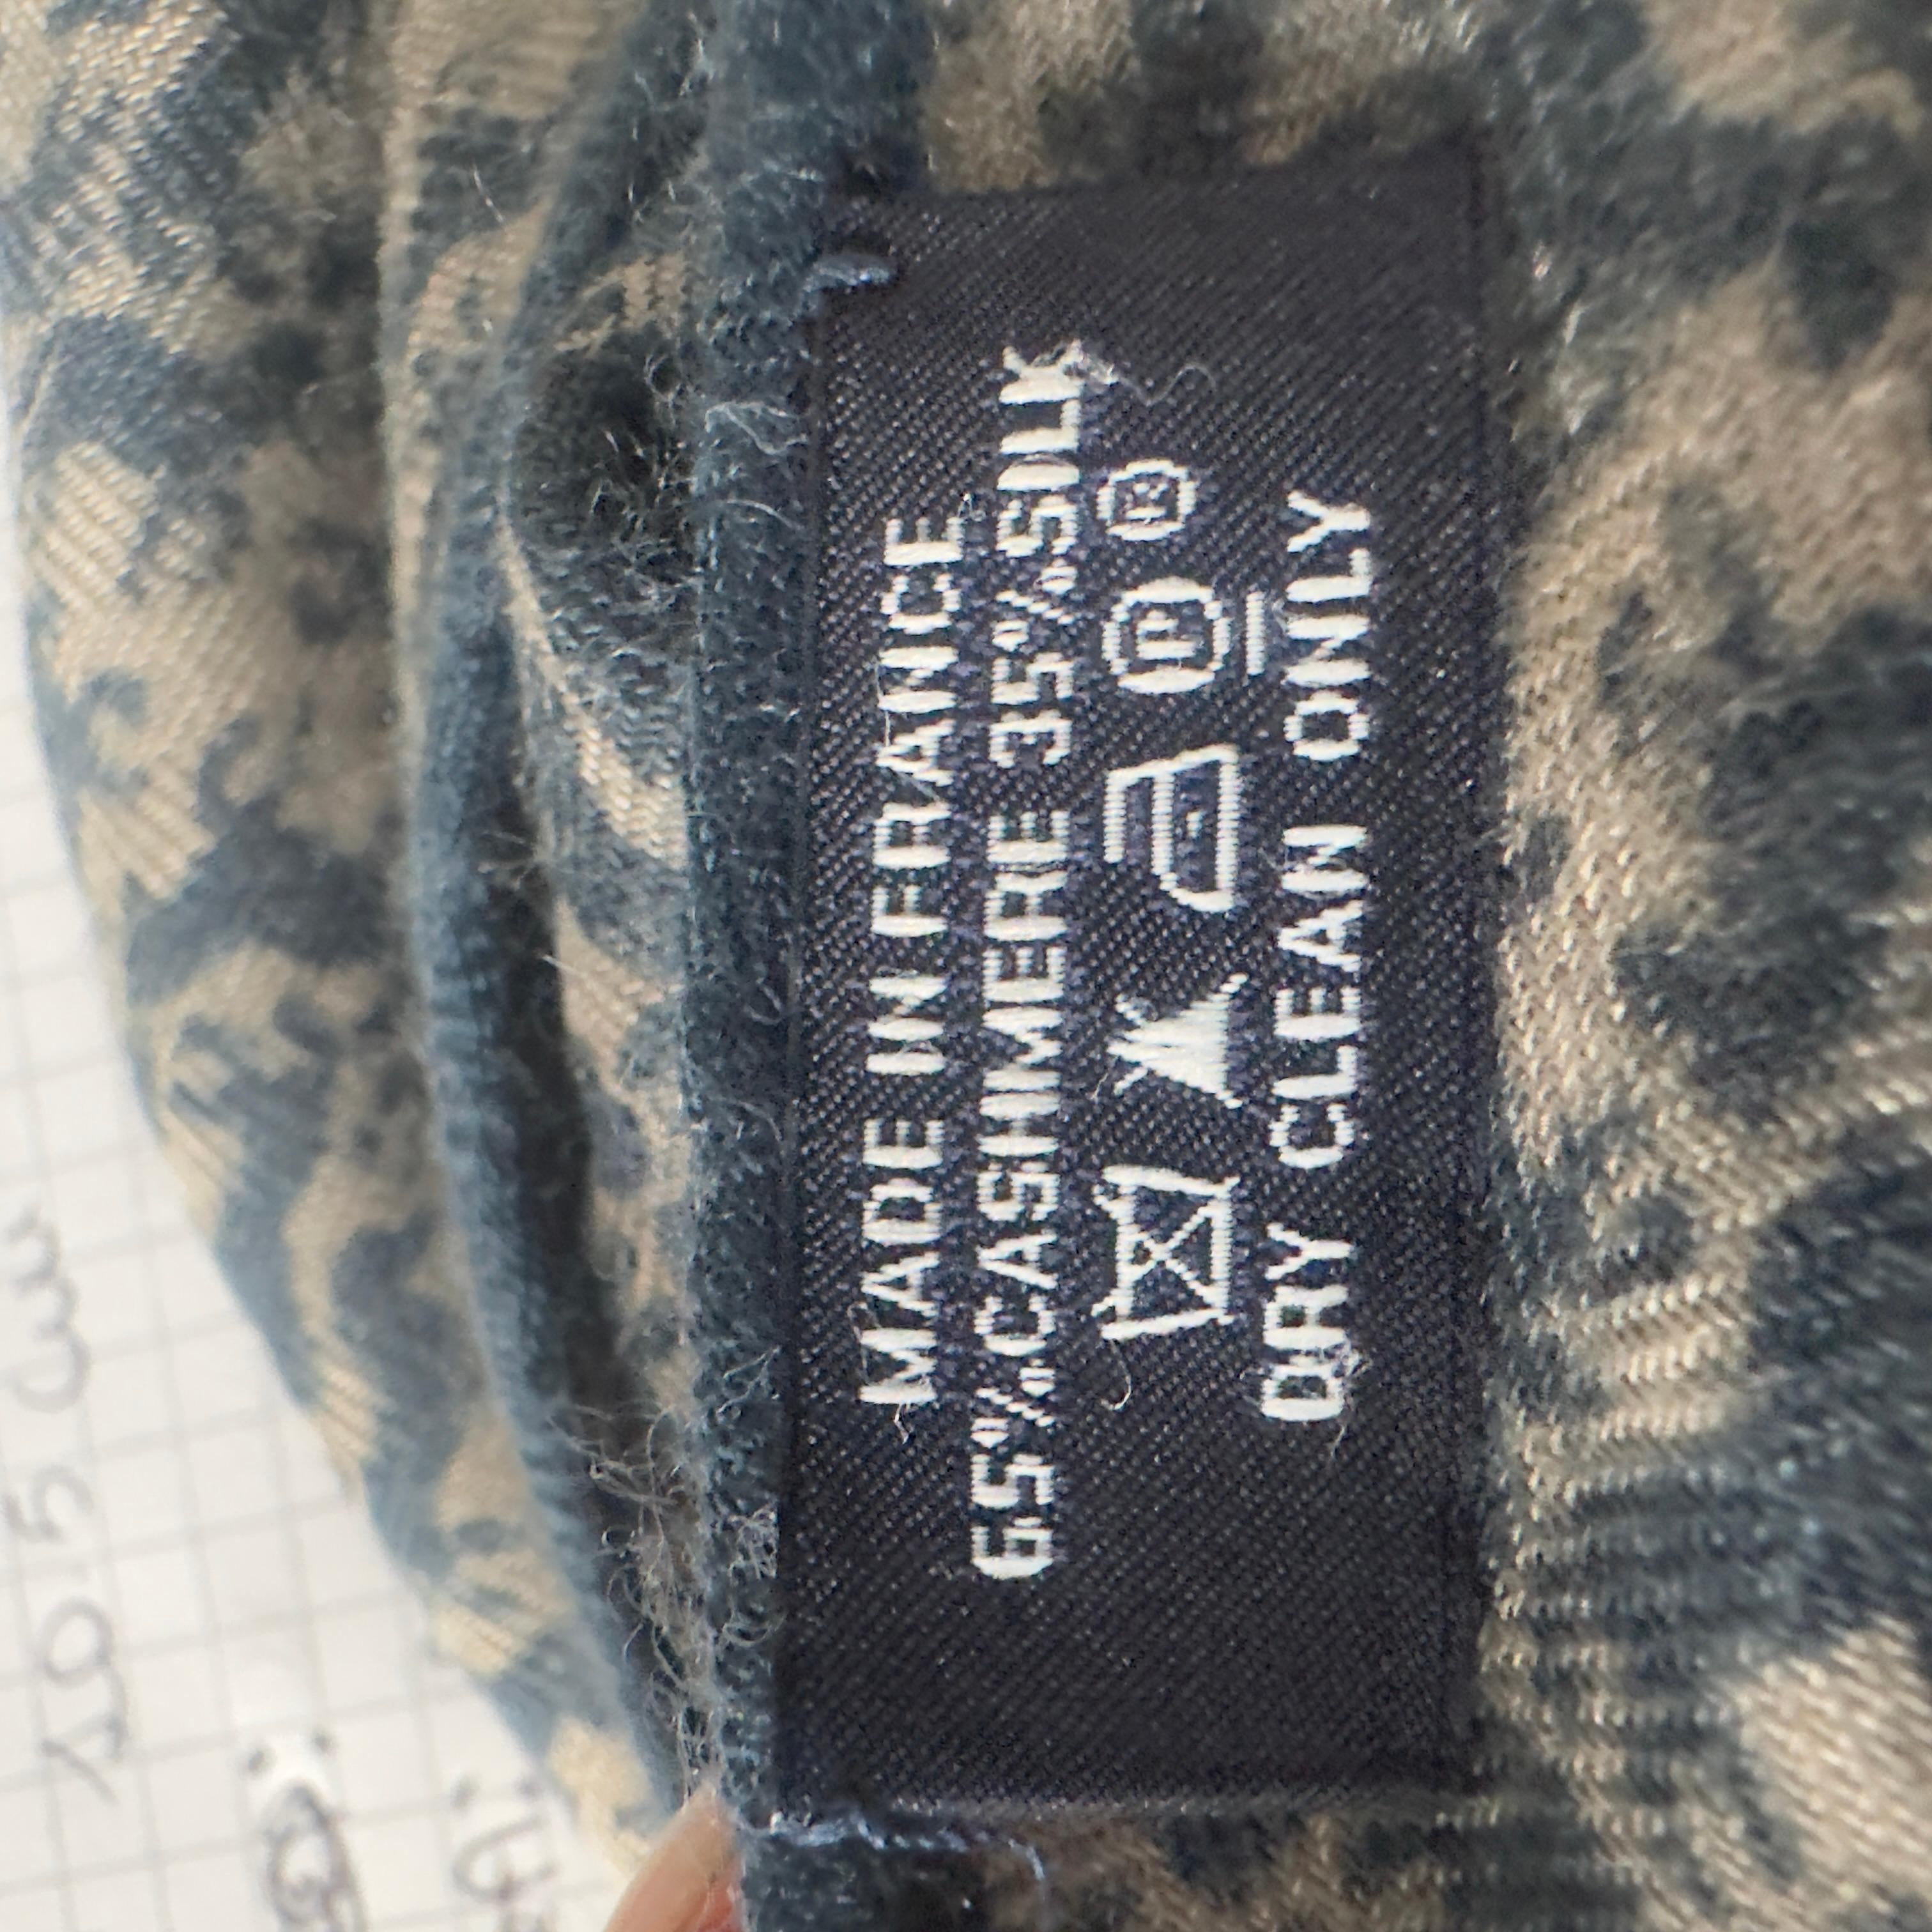 MADE IN FRANCE
65%CASHMERE 35%SILK
P R
DRY CLEAN ONLY